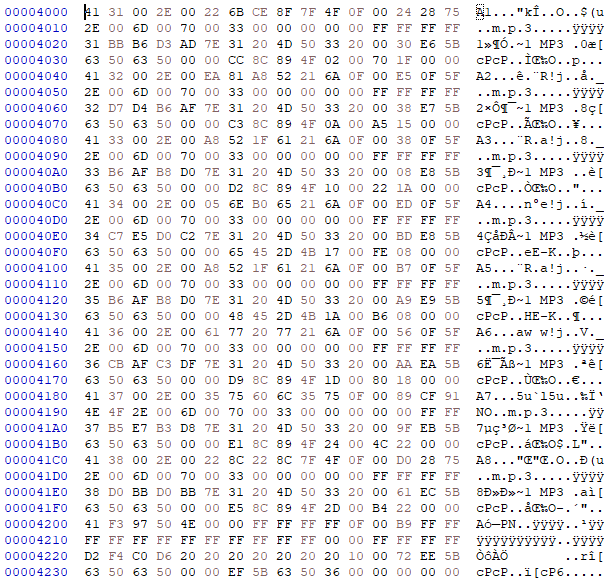 00004000 41 31 00 2E 00 22 6B CE 8F 7F 4F 0F 00 24 28 75 A1..."kÎ..O..$(u
00004010 2E 00 6D 00 70 00 33 00 00 00 00 00 FF FF FF FF ..m.p.3.....ÿÿÿÿ
00004020 31 BB B6 D3 AD 7E 31 20 4D 50 33 20 00 30 E6 5B 1»¶Ó.~1 MP3 .0æ[
00004030 63 50 63 50 00 00 CC 8C 89 4F 02 00 70 1F 00 00 cPcP..ÌŒ‰O..p...
00004040 41 32 00 2E 00 EA 81 A8 52 21 6A 0F 00 E5 0F 5F A2...ê.¨R!j..å._
00004050 2E 00 6D 00 70 00 33 00 00 00 00 00 FF FF FF FF ..m.p.3.....ÿÿÿÿ
00004060 32 D7 D4 B6 AF 7E 31 20 4D 50 33 20 00 38 E7 5B 2×Ô¶¯~1 MP3 .8ç[
00004070 63 50 63 50 00 00 C3 8C 89 4F 0A 00 A5 15 00 00 cPcP..ÃŒ‰O..¥...
00004080 41 33 00 2E 00 A8 52 1F 61 21 6A 0F 00 38 0F 5F A3...¨R.a!j..8._
00004090 2E 00 6D 00 70 00 33 00 00 00 00 00 FF FF FF FF ..m.p.3.....ÿÿÿÿ
000040A0 33 B6 AF B8 D0 7E 31 20 4D 50 33 20 00 08 E8 5B 3¶¯¸Ð~1 MP3 ..è[
000040B0 63 50 63 50 00 00 D2 8C 89 4F 10 00 22 1A 00 00 cPcP..ÒŒ‰O.."...
000040C0 41 34 00 2E 00 05 6E B0 65 21 6A 0F 00 ED 0F 5F A4....n°e!j..í._
000040D0 2E 00 6D 00 70 00 33 00 00 00 00 00 FF FF FF FF ..m.p.3.....ÿÿÿÿ
000040E0 34 C7 E5 D0 C2 7E 31 20 4D 50 33 20 00 BD E8 5B 4ÇåÐÂ~1 MP3 .½è[
000040F0 63 50 63 50 00 00 65 45 2D 4B 17 00 FE 08 00 00 cPcP..eE-K..þ...
00004100 41 35 00 2E 00 A8 52 1F 61 21 6A 0F 00 B7 0F 5F A5...¨R.a!j..·._
00004110 2E 00 6D 00 70 00 33 00 00 00 00 00 FF FF FF FF ..m.p.3.....ÿÿÿÿ
00004120 35 B6 AF B8 D0 7E 31 20 4D 50 33 20 00 A9 E9 5B 5¶¯¸Ð~1 MP3 .©é[
00004130 63 50 63 50 00 00 48 45 2D 4B 1A 00 B6 08 00 00 cPcP..HE-K..¶...
00004140 41 36 00 2E 00 61 77 20 77 21 6A 0F 00 56 0F 5F A6...aw w!j..V._
00004150 2E 00 6D 00 70 00 33 00 00 00 00 00 FF FF FF FF ..m.p.3.....ÿÿÿÿ
00004160 36 CB AF C3 DF 7E 31 20 4D 50 33 20 00 AA EA 5B 6Ë¯Ãß~1 MP3 .ªê[
00004170 63 50 63 50 00 00 D9 8C 89 4F 1D 00 80 18 00 00 cPcP..ÙŒ‰O..€...
00004180 41 37 00 2E 00 35 75 60 6C 35 75 0F 00 89 CF 91 A7...5u`l5u..‰Ï‘
00004190 4E 4F 2E 00 6D 00 70 00 33 00 00 00 00 00 FF FF NO..m.p.3.....ÿÿ
000041A0 37 B5 E7 B3 D8 7E 31 20 4D 50 33 20 00 9F EB 5B 7µç³Ø~1 MP3 .Ÿë[
000041B0 63 50 63 50 00 00 E1 8C 89 4F 24 00 4C 22 00 00 cPcP..áŒ‰O$.L"..
000041C0 41 38 00 2E 00 22 8C 22 8C 7F 4F 0F 00 D0 28 75 A8..."Œ"Œ.O..Ð(u
000041D0 2E 00 6D 00 70 00 33 00 00 00 00 00 FF FF FF FF ..m.p.3.....ÿÿÿÿ
000041E0 38 D0 BB D0 BB 7E 31 20 4D 50 33 20 00 61 EC 5B 8Ð»Ð»~1 MP3 .aì[
000041F0 63 50 63 50 00 00 E5 8C 89 4F 2D 00 B4 22 00 00 cPcP..åŒ‰O-.´"..
00004200 41 F3 97 50 4E 00 00 FF FF FF FF 0F 00 B9 FF FF Aó—PN..ÿÿÿÿ..¹ÿÿ
00004210 FF FF FF FF FF FF FF FF FF FF 00 00 FF FF FF FF ÿÿÿÿÿÿÿÿÿÿ..ÿÿÿÿ
00004220 D2 F4 C0 D6 20 20 20 20 20 20 20 10 00 72 EE 5B ÒôÀÖ       ..rî[
00004230 63 50 63 50 00 00 EF 5B 63 50 36 00 00 00 00 00 cPcP..ï[cP6.....